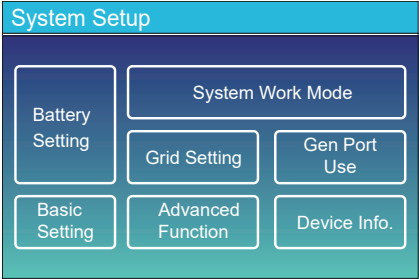 System Setup
Battery
Setting
System Work Mode
Grid Setting
Gen Port
Use
Basic
Setting
Advanced
Function
Device Info.